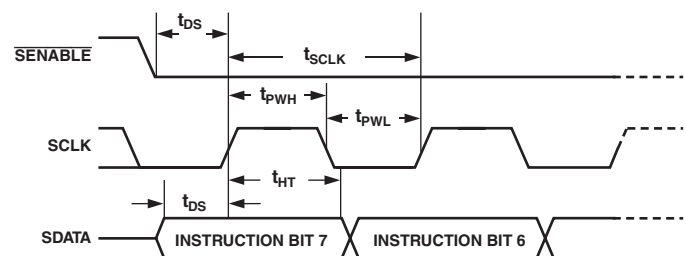 tDS
SENABLE
tSCLK
tPWH
tPWL
SCLK
tHT
tDS
SDATA
INSTRUCTION BIT 7
INSTRUCTION BIT 6